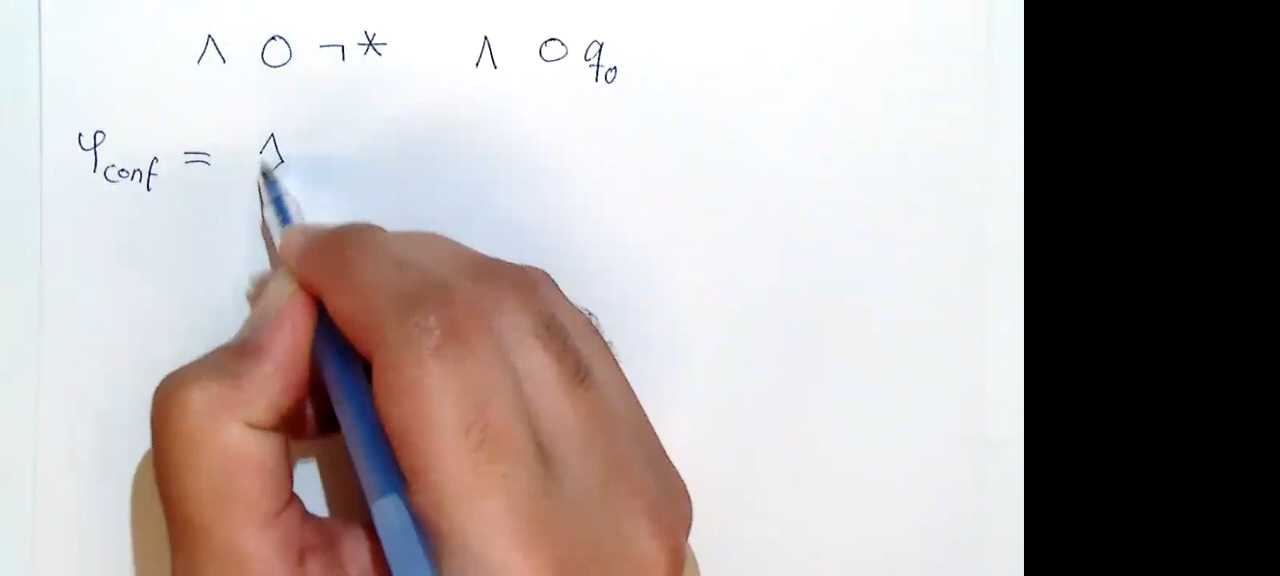 ∧ ○ ¬ * ∧ ○ q₀
φ_conf = ◇